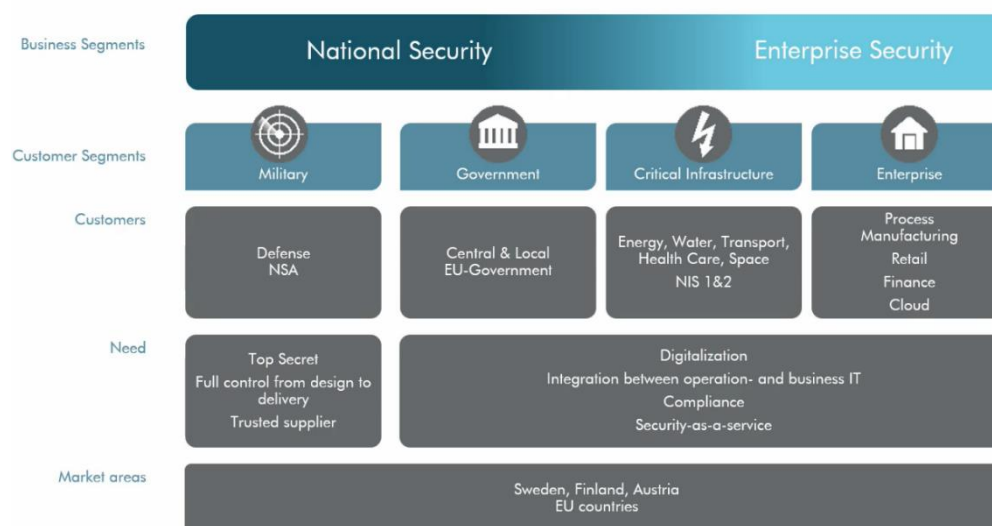 Business Segments
National Security
Enterprise Security
Customer Segments
Military
Government
Critical Infrastructure
Enterprise
Customers
Defense
NSA
Central & Local
EU-Government
Energy, Water, Transport,
Health Care, Space
NIS 1&2
Process
Manufacturing
Retail
Finance
Cloud
Need
Top Secret
Full control from design to
delivery
Trusted supplier
Digitalization
Integration between operation- and business IT
Compliance
Security-as-a-service
Market areas
Sweden, Finland, Austria
EU countries